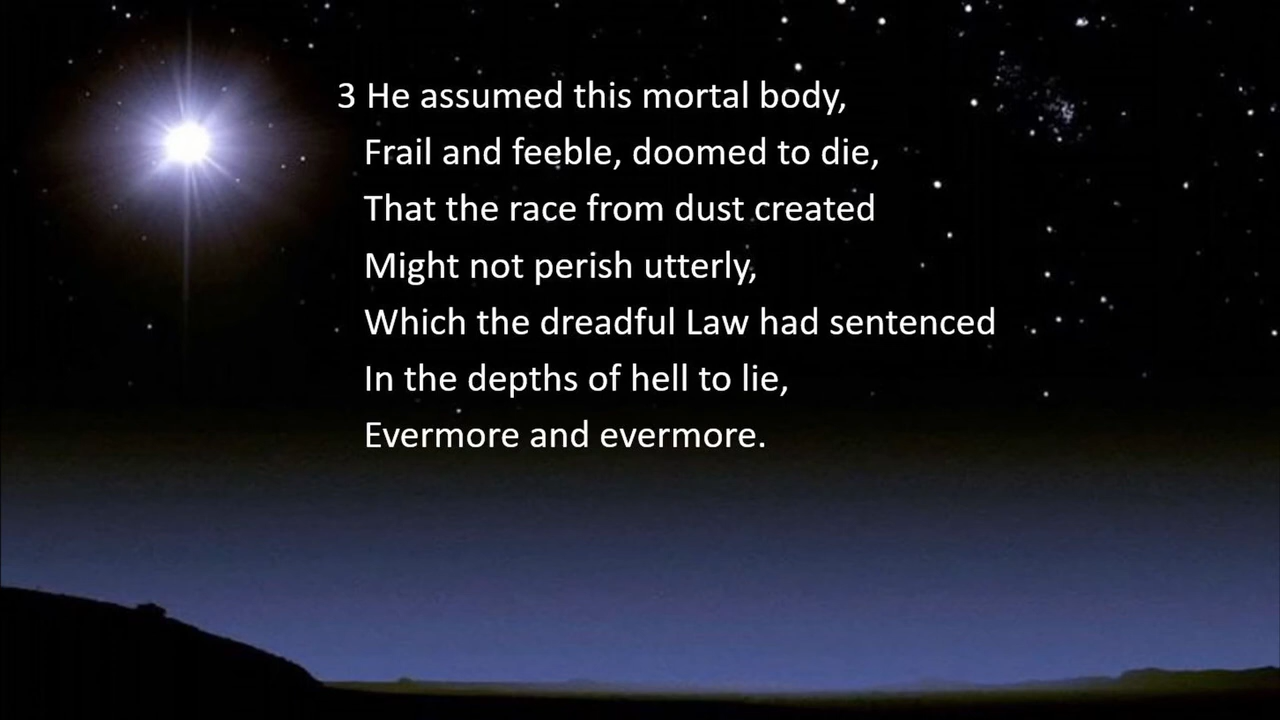 3 He assumed this mortal body,
Frail and feeble, doomed to die,
That the race from dust created
Might not perish utterly,
Which the dreadful Law had sentenced
In the depths of hell to lie,
Evermore and evermore.